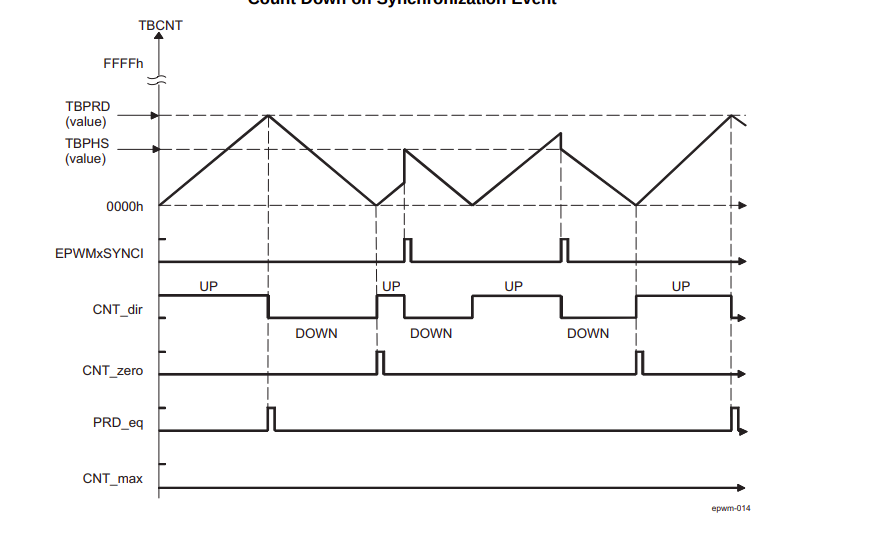 Count Down on Synchronization Event
TBCNT
FFFFh
TBPRD
(value)
TBPHS
(value)
0000h
EPWMxSYNCI
UP
UP
UP
UP
CNT_dir
DOWN
DOWN
DOWN
CNT_zero
PRD_eq
CNT_max
epwm-014